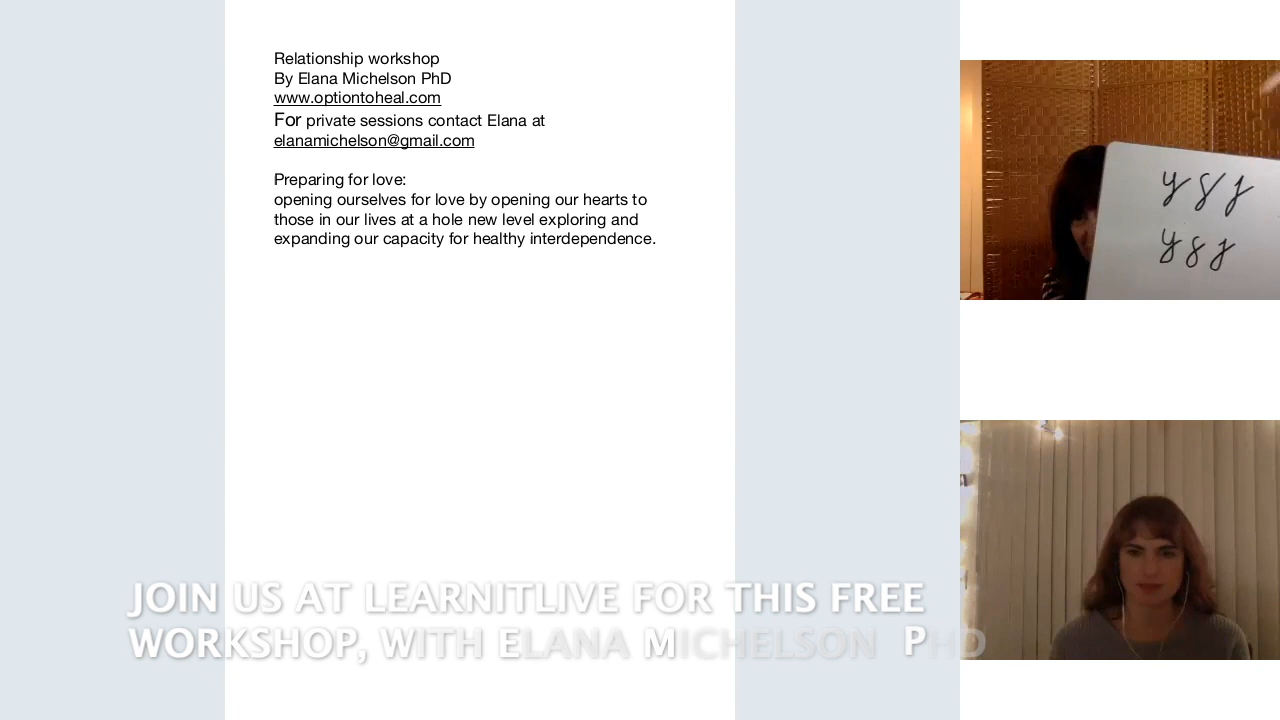 Relationship workshop
By Elana Michelson PhD
www.optiontoheal.com
For private sessions contact Elana at
elanamichelson@gmail.com
Preparing for love:
opening ourselves for love by opening our hearts to
those in our lives at a hole new level exploring and
expanding our capacity for healthy interdependence.
y 8 j
y 8 j
JOIN US AT LEARNITLIVE FOR THIS FREE
WORKSHOP, WITH ELANA MICHELSON PHD